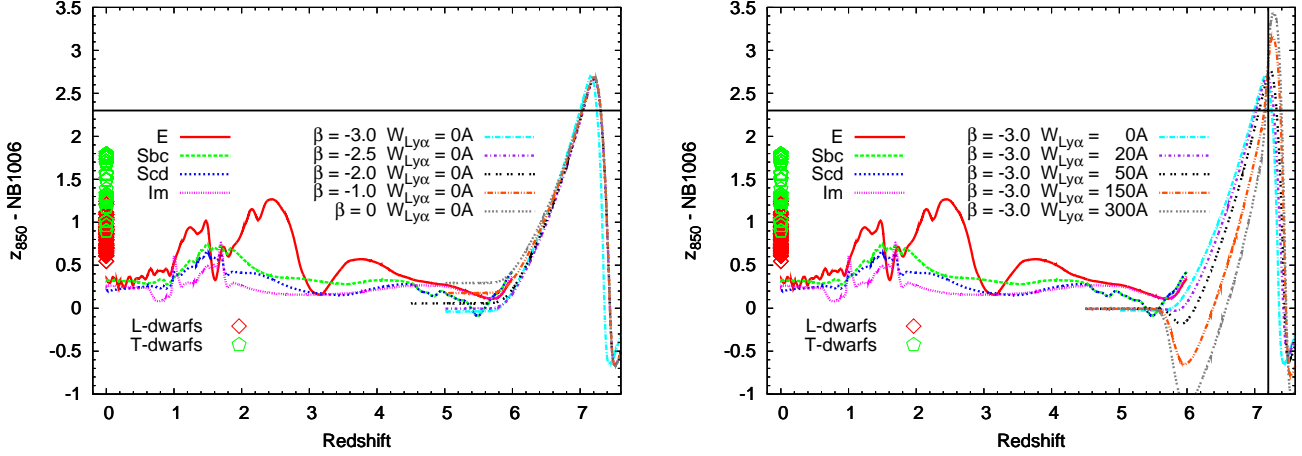 3.5
3
2.5
2
1.5
1
0.5
0
-0.5
-1
z850 - NB1006
E
Sbc
Scd
Im
β = -3.0 WLyα = 0A
β = -2.5 WLyα = 0A
β = -2.0 WLyα = 0A
β = -1.0 WLyα = 0A
β = 0 WLyα = 0A
L-dwarfs
T-dwarfs
0 1 2 3 4 5 6 7
Redshift
3.5
3
2.5
2
1.5
1
0.5
0
-0.5
-1
z850 - NB1006
E
Sbc
Scd
Im
β = -3.0 WLyα = 0A
β = -3.0 WLyα = 20A
β = -3.0 WLyα = 50A
β = -3.0 WLyα = 150A
β = -3.0 WLyα = 300A
L-dwarfs
T-dwarfs
0 1 2 3 4 5 6 7
Redshift